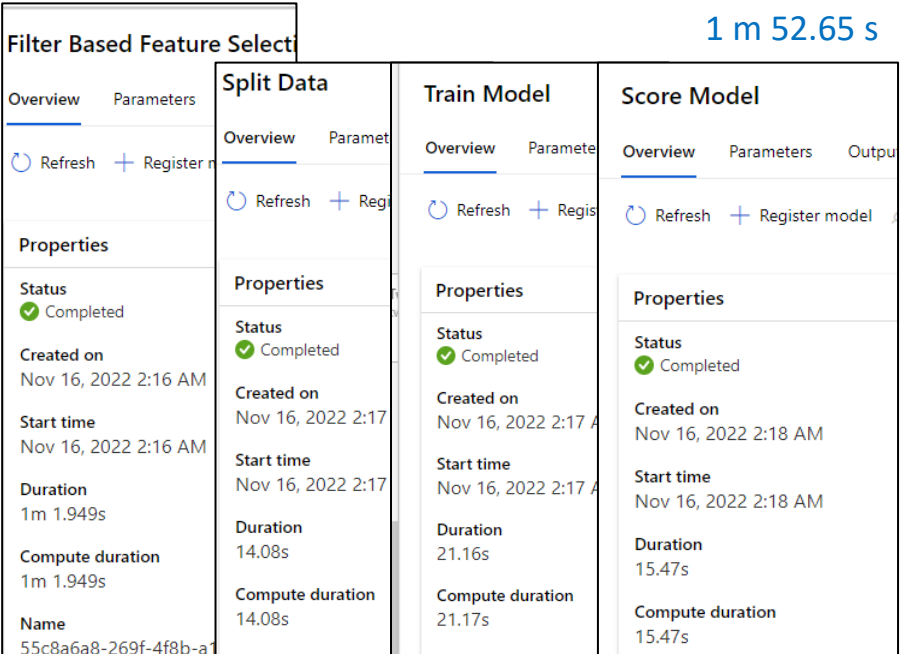 1 m 52.65 s
Filter Based Feature Selecti
Overview Parameters
Refresh + Register
Properties
Status
Completed
Created on
Nov 16, 2022 2:16 AM
Start time
Nov 16, 2022 2:16 AM
Duration
1m 1.949s
Compute duration
1m 1.949s
Name
55c8a6a8-269f-4f8b-a1
Split Data
Overview Paramet
Refresh + Regi
Properties
Status
Completed
Created on
Nov 16, 2022 2:17
Start time
Nov 16, 2022 2:17
Duration
14.08s
Compute duration
14.08s
Train Model
Overview Paramete
Refresh + Regis
Properties
Status
Completed
Created on
Nov 16, 2022 2:17
Start time
Nov 16, 2022 2:17
Duration
21.16s
Compute duration
21.17s
Score Model
Overview Parameters Outpu
Refresh + Register model
Properties
Status
Completed
Created on
Nov 16, 2022 2:18 AM
Start time
Nov 16, 2022 2:18 AM
Duration
15.47s
Compute duration
15.47s